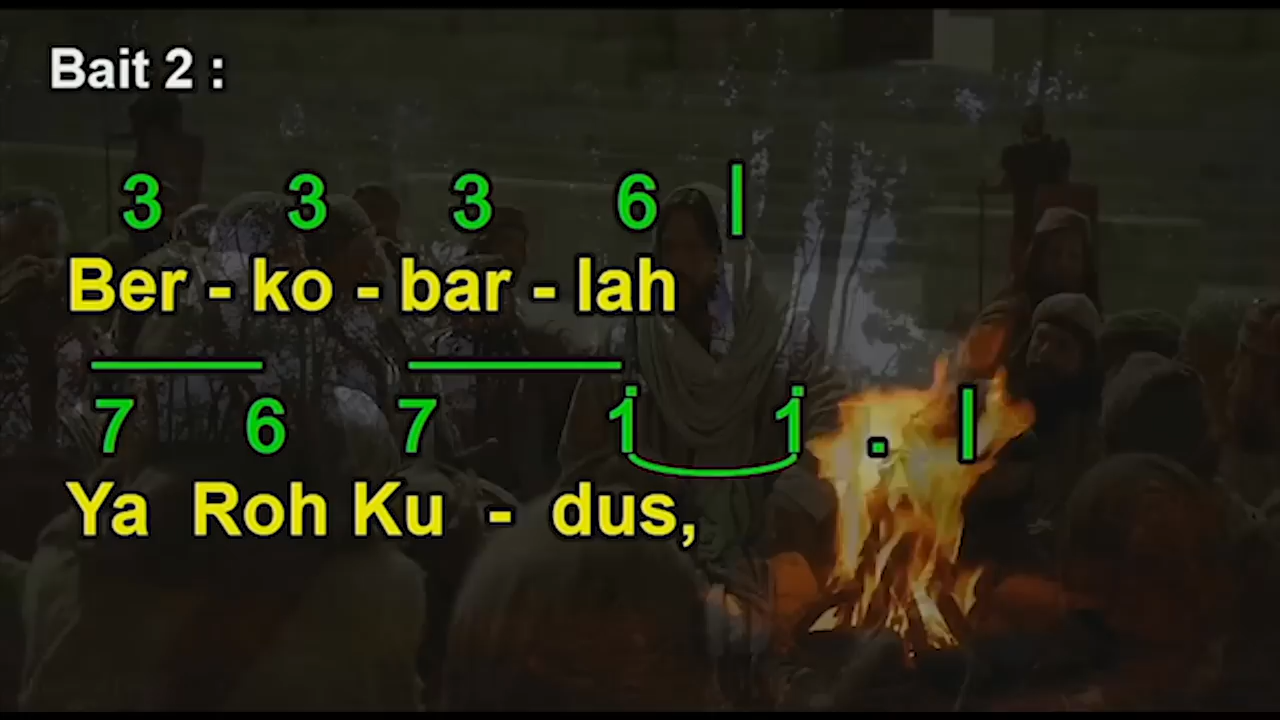 Bait 2 :
3 3 3 6 |
Ber - ko - bar - lah
7 6 7 1̇ 1̇ . |
Ya Roh Ku - dus,